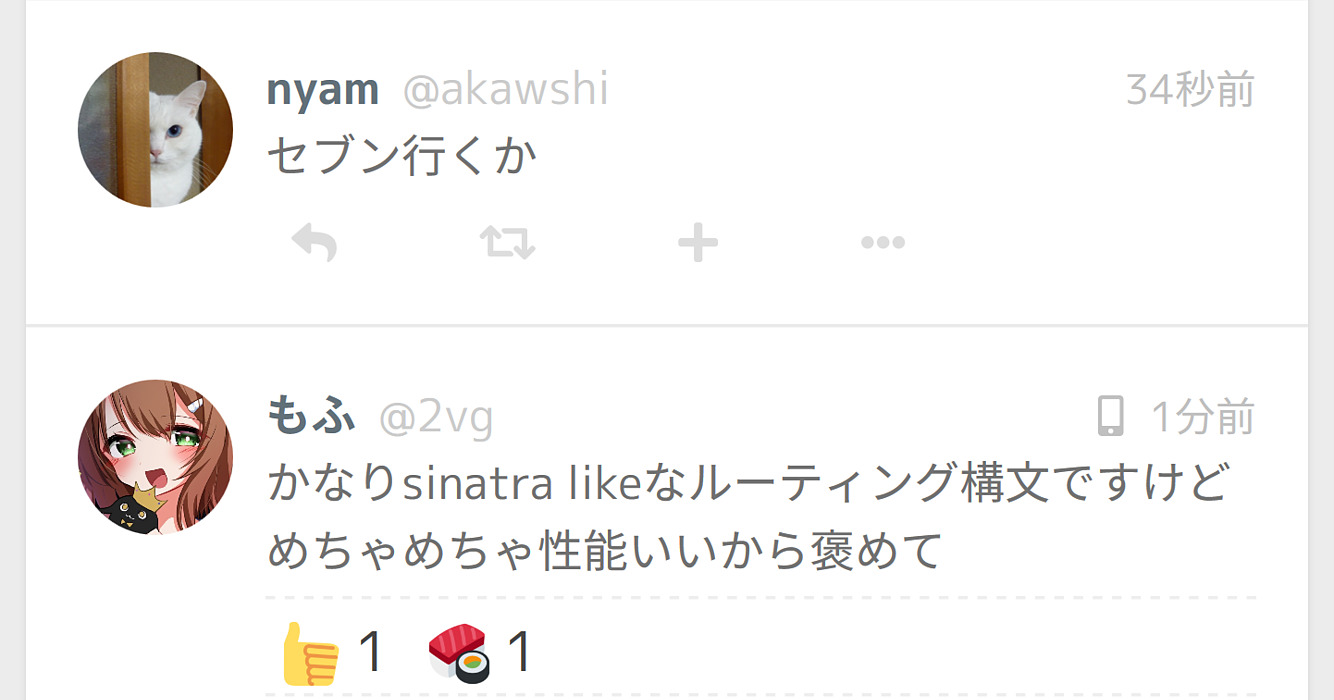 nyam @akawshi 34秒前
セブン行くか
もふ @2vg 1分前
かなりsinatra likeなルーティング構文ですけど
めちゃめちゃ性能いいから褒めて
1 1